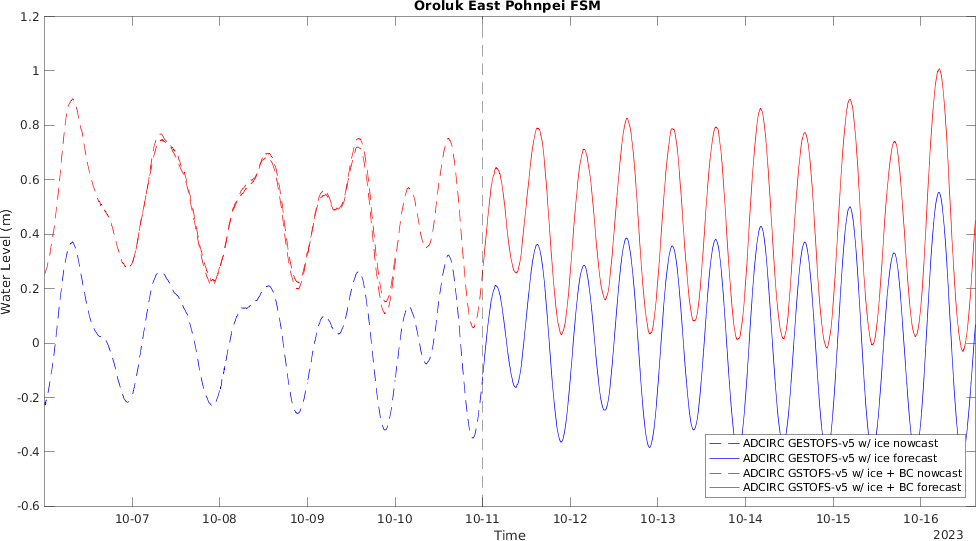 Oroluk East Pohnpei FSM
1.2
1
0.8
0.6
0.4
0.2
0
-0.2
-0.4
-0.6
Water Level (m)
ADCIRC GESTOFS-v5 w/ ice nowcast
ADCIRC GESTOFS-v5 w/ ice forecast
ADCIRC GSTOFS-v5 w/ ice + BC nowcast
ADCIRC GSTOFS-v5 w/ ice + BC forecast
10-07 10-08 10-09 10-10 10-11 10-12 10-13 10-14 10-15 10-16
Time
2023